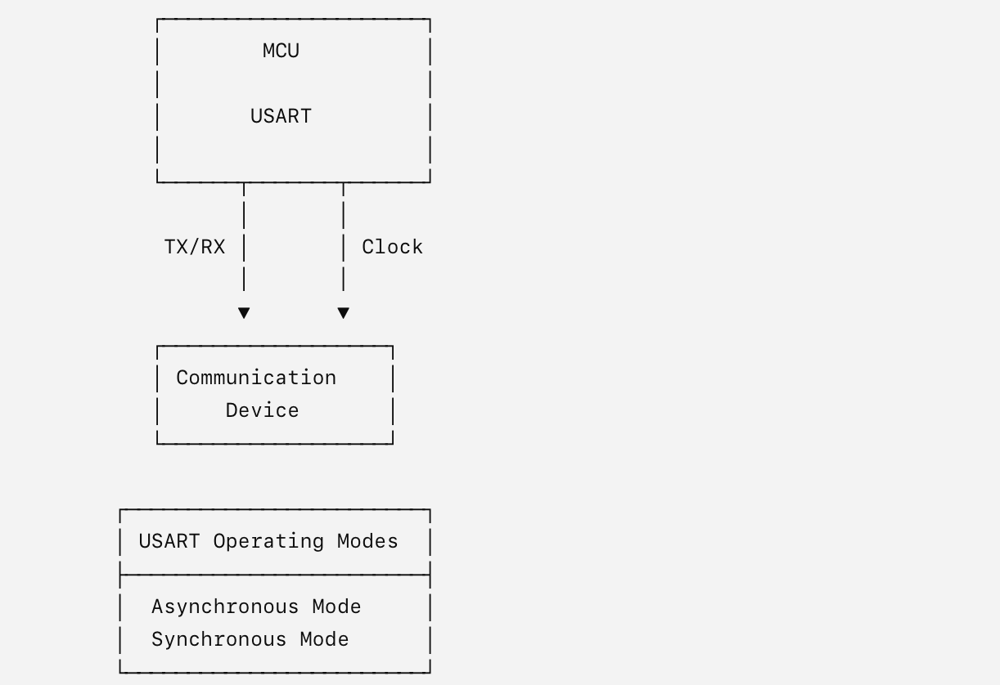 MCU
USART
TX/RX Clock
Communication
Device
USART Operating Modes
Asynchronous Mode
Synchronous Mode